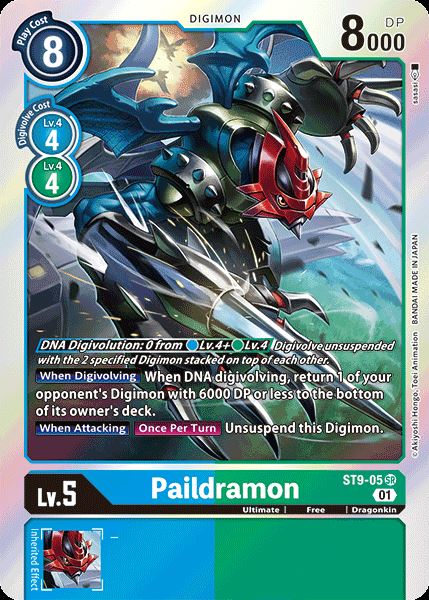 DIGIMON
Play Cost
8
DP
8000
Digivolve Cost
Lv.4
4
Lv.4
4
sasasi
©Akiyoshi Hongo, Toei Animation BANDAI MADE IN JAPAN
DNA Digivolution: 0 from Lv.4+ Lv.4 Digivolve unsuspended
with the 2 specified Digimon stacked on top of each other.
When Digivolving When DNA digivolving, return 1 of your
opponent's Digimon with 6000 DP or less to the bottom
of its owner's deck.
When Attacking Once Per Turn Unsuspend this Digimon.
Lv.5
Paildramon
ST9-05 SR
01
Ultimate | Free | Dragonkin
Inherited Effect
–